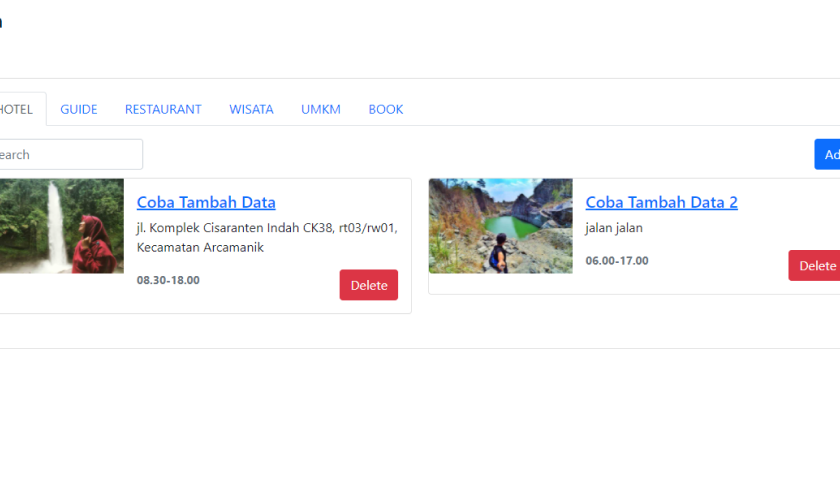 HOTEL GUIDE RESTAURANT WISATA UMKM BOOK
earch
Ad
Coba Tambah Data
jl. Komplek Cisaranten Indah CK38, rt03/rw01,
Kecamatan Arcamanik
08.30-18.00
Delete
Coba Tambah Data 2
jalan jalan
06.00-17.00
Delete